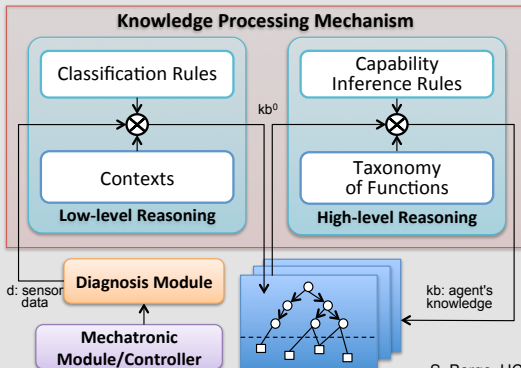 Knowledge Processing Mechanism
Classification Rules
Contexts
Low-level Reasoning
kb⁰
Capability
Inference Rules
Taxonomy
of Functions
High-level Reasoning
d: sensor
data
Diagnosis Module
Mechatronic
Module/Controller
kb: agent's
knowledge